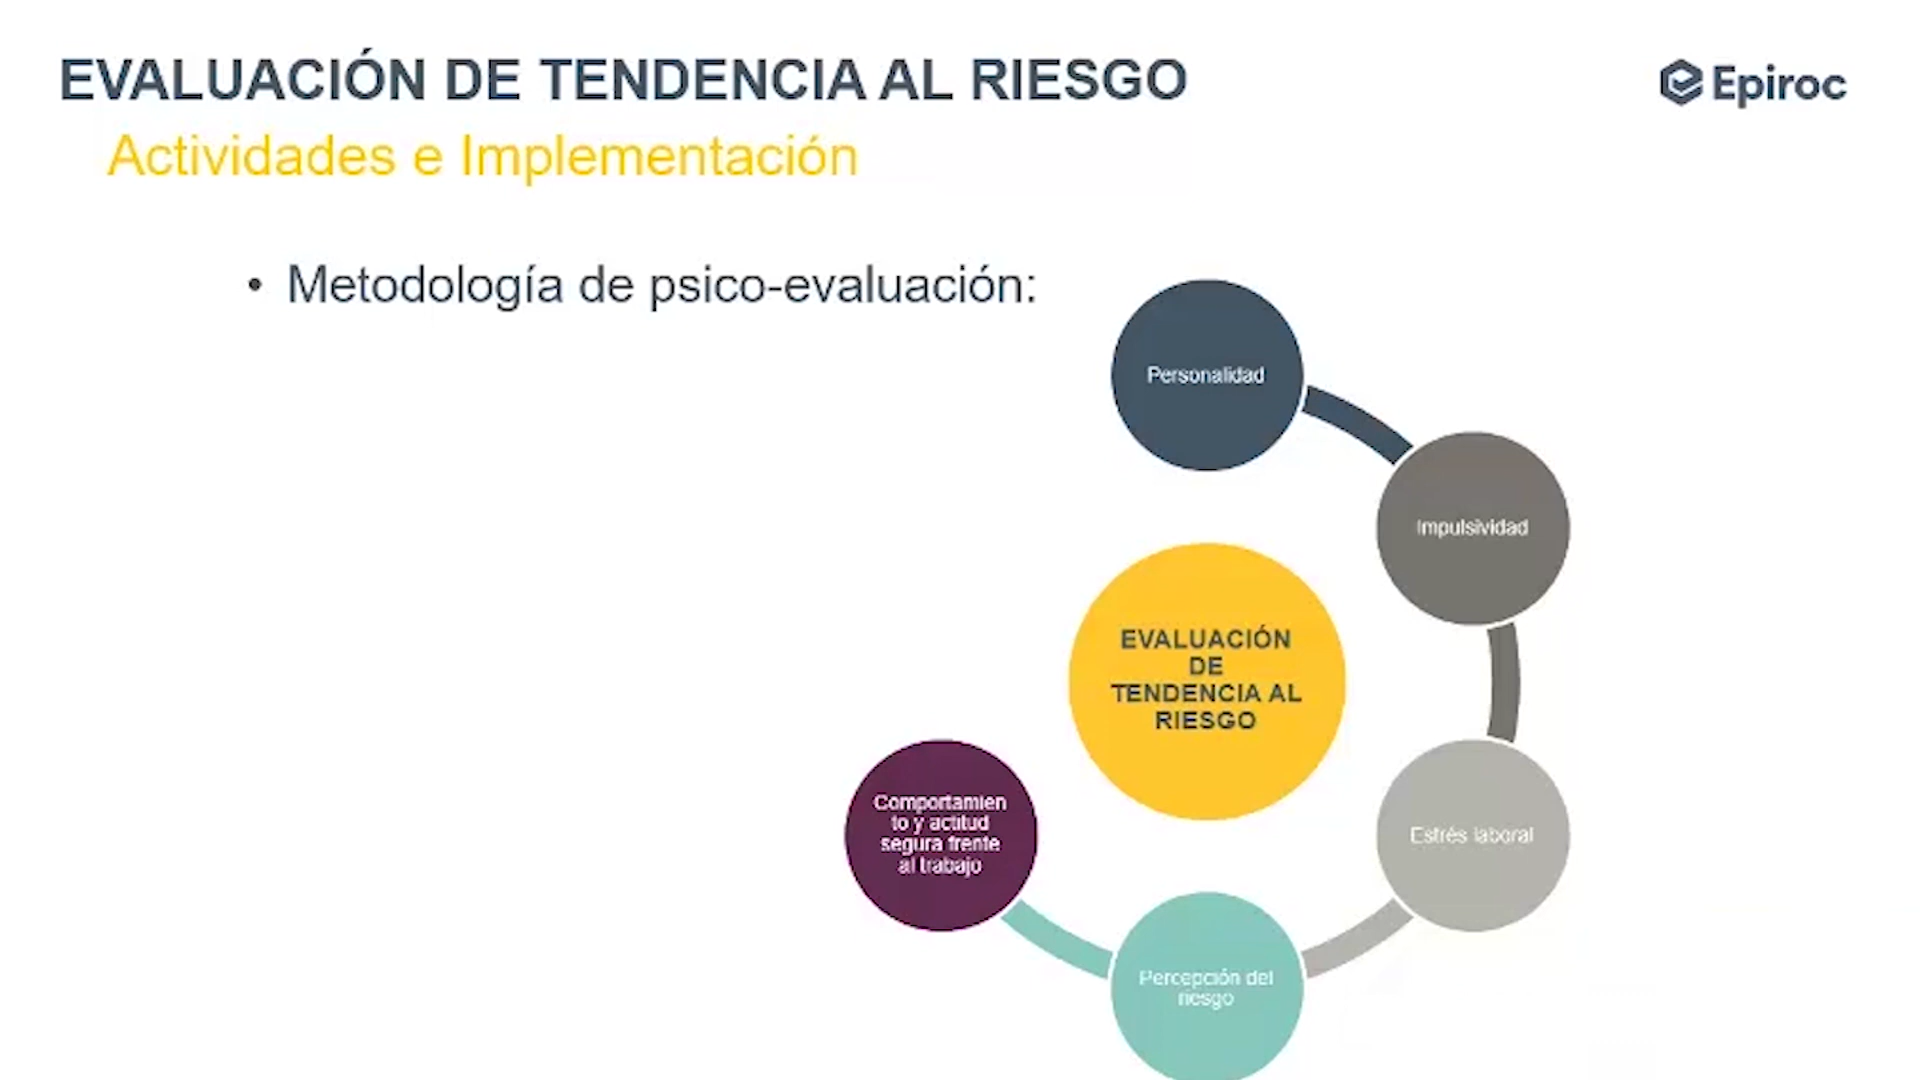 EVALUACIÓN DE TENDENCIA AL RIESGO
Epiroc
Actividades e Implementación
• Metodología de psico-evaluación:
Personalidad
Impulsividad
EVALUACIÓN
DE
TENDENCIA AL
RIESGO
Comportamien
to y actitud
segura frente
al trabajo
Estrés laboral
Percepción del
riesgo